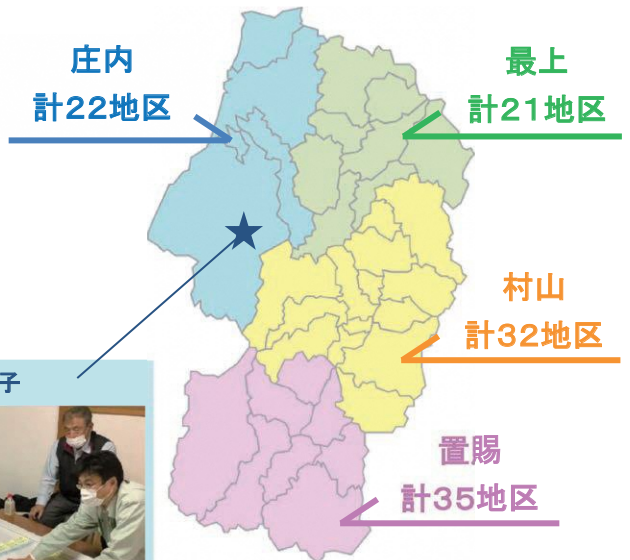 庄内
計22地区
最上
計21地区
村山
計32地区
子
置賜
計35地区